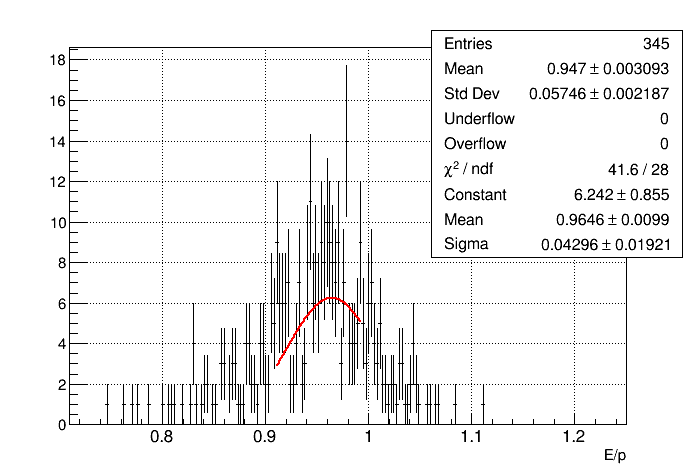 Entries 345
Mean 0.947 ± 0.003093
Std Dev 0.05746 ± 0.002187
Underflow 0
Overflow 0
χ² / ndf 41.6 / 28
Constant 6.242 ± 0.855
Mean 0.9646 ± 0.0099
Sigma 0.04296 ± 0.01921
18
16
14
12
10
8
6
4
2
0
0.8 0.9 1 1.1 1.2
E/p